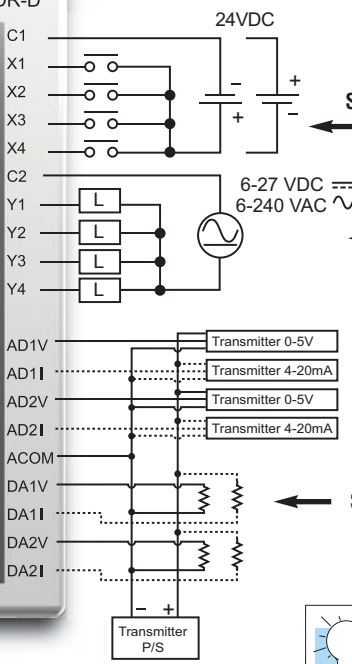 DR-D
24VDC
C1
X1
X2
X3
X4
C2
Y1
Y2
Y3
Y4
L
L
L
L
–
+
+
–
S
6-27 VDC
6-240 VAC
AD1V
AD1I
AD2V
AD2I
ACOM
DA1V
DA1I
DA2V
DA2I
Transmitter 0-5V
Transmitter 4-20mA
Transmitter 0-5V
Transmitter 4-20mA
S
– +
Transmitter
P/S